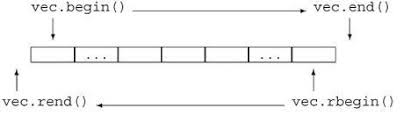 vec.begin() vec.end()
... ...
vec.rend() vec.rbegin()